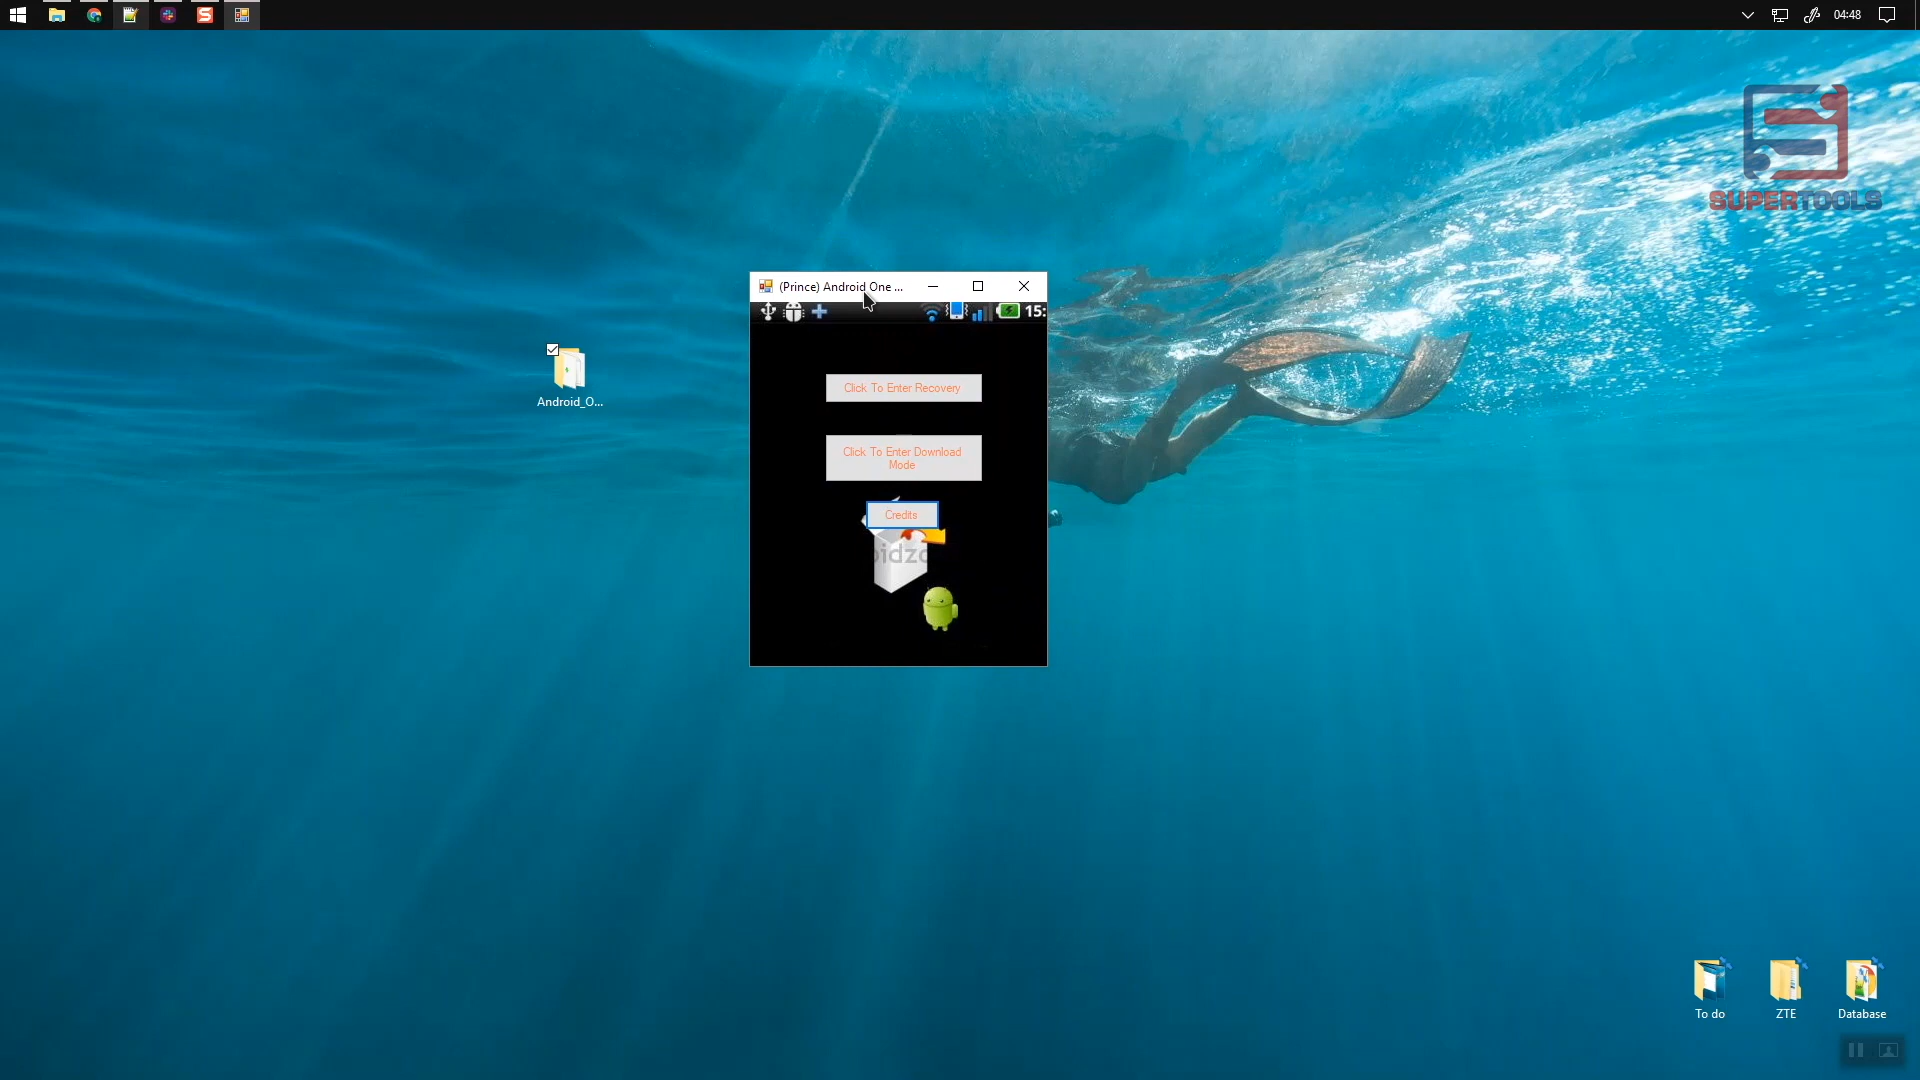 04:48
SUPERTOOLS
(Prince) Android One ...
15:
Click To Enter Recovery
Click To Enter Download
Mode
Credits
idz
Android_O...
To do
ZTE
Database